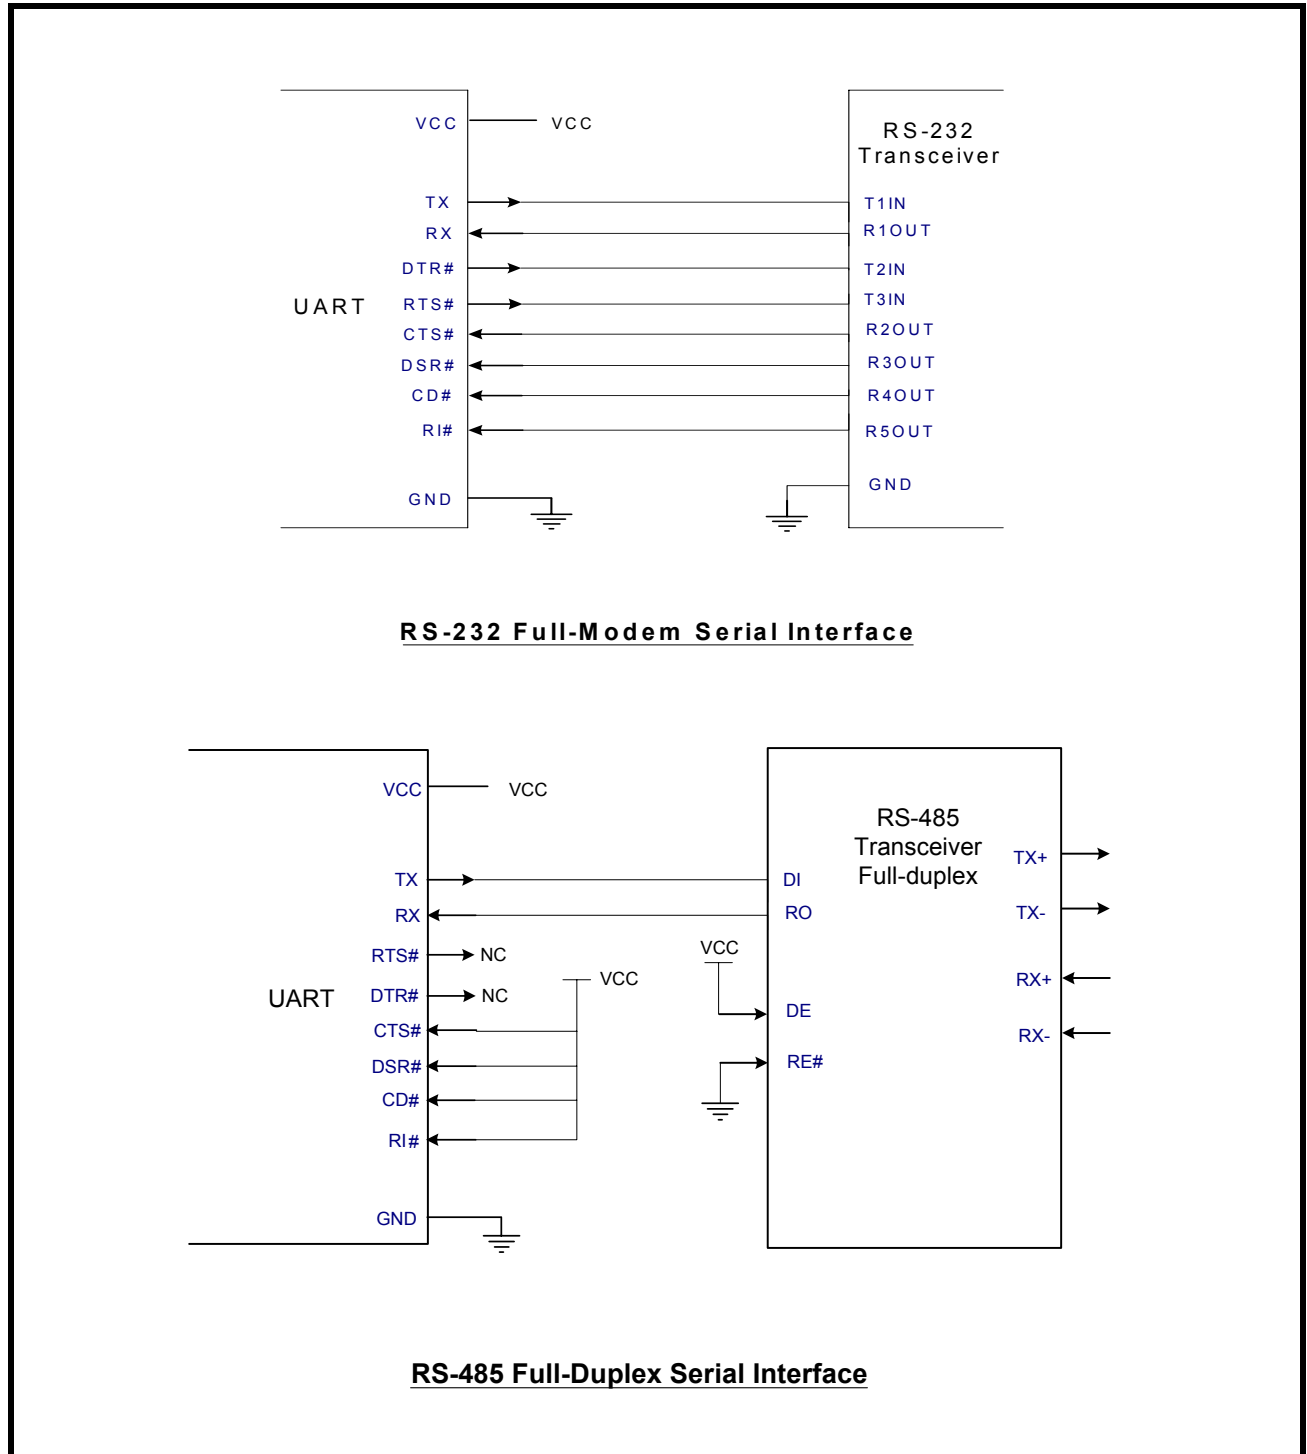 VCC
VCC
RS-232
Transceiver
TX
T1IN
RX
R1OUT
DTR#
T2IN
UART
RTS#
T3IN
CTS#
R2OUT
DSR#
R3OUT
CD#
R4OUT
RI#
R5OUT
GND
GND
RS-232 Full-Modem Serial Interface
VCC
VCC
RS-485
Transceiver
Full-duplex
TX+
TX
DI
RX
RO
TX-
RTS#
NC
VCC
VCC
RX+
UART
DTR#
NC
DE
CTS#
RX-
DSR#
RE#
CD#
RI#
GND
RS-485 Full-Duplex Serial Interface